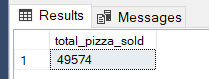 Results Messages
total_pizza_sold
1 49574